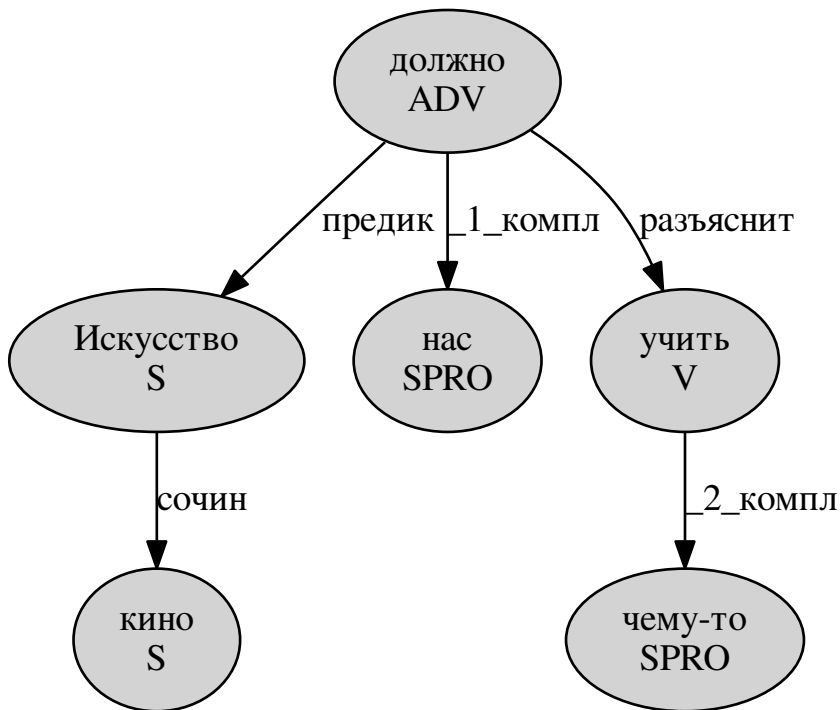 должно
ADV
предик
_1_компл
разъяснит
Искусство
S
нас
SPRO
учить
V
сочин
_2_компл
кино
S
чему-то
SPRO